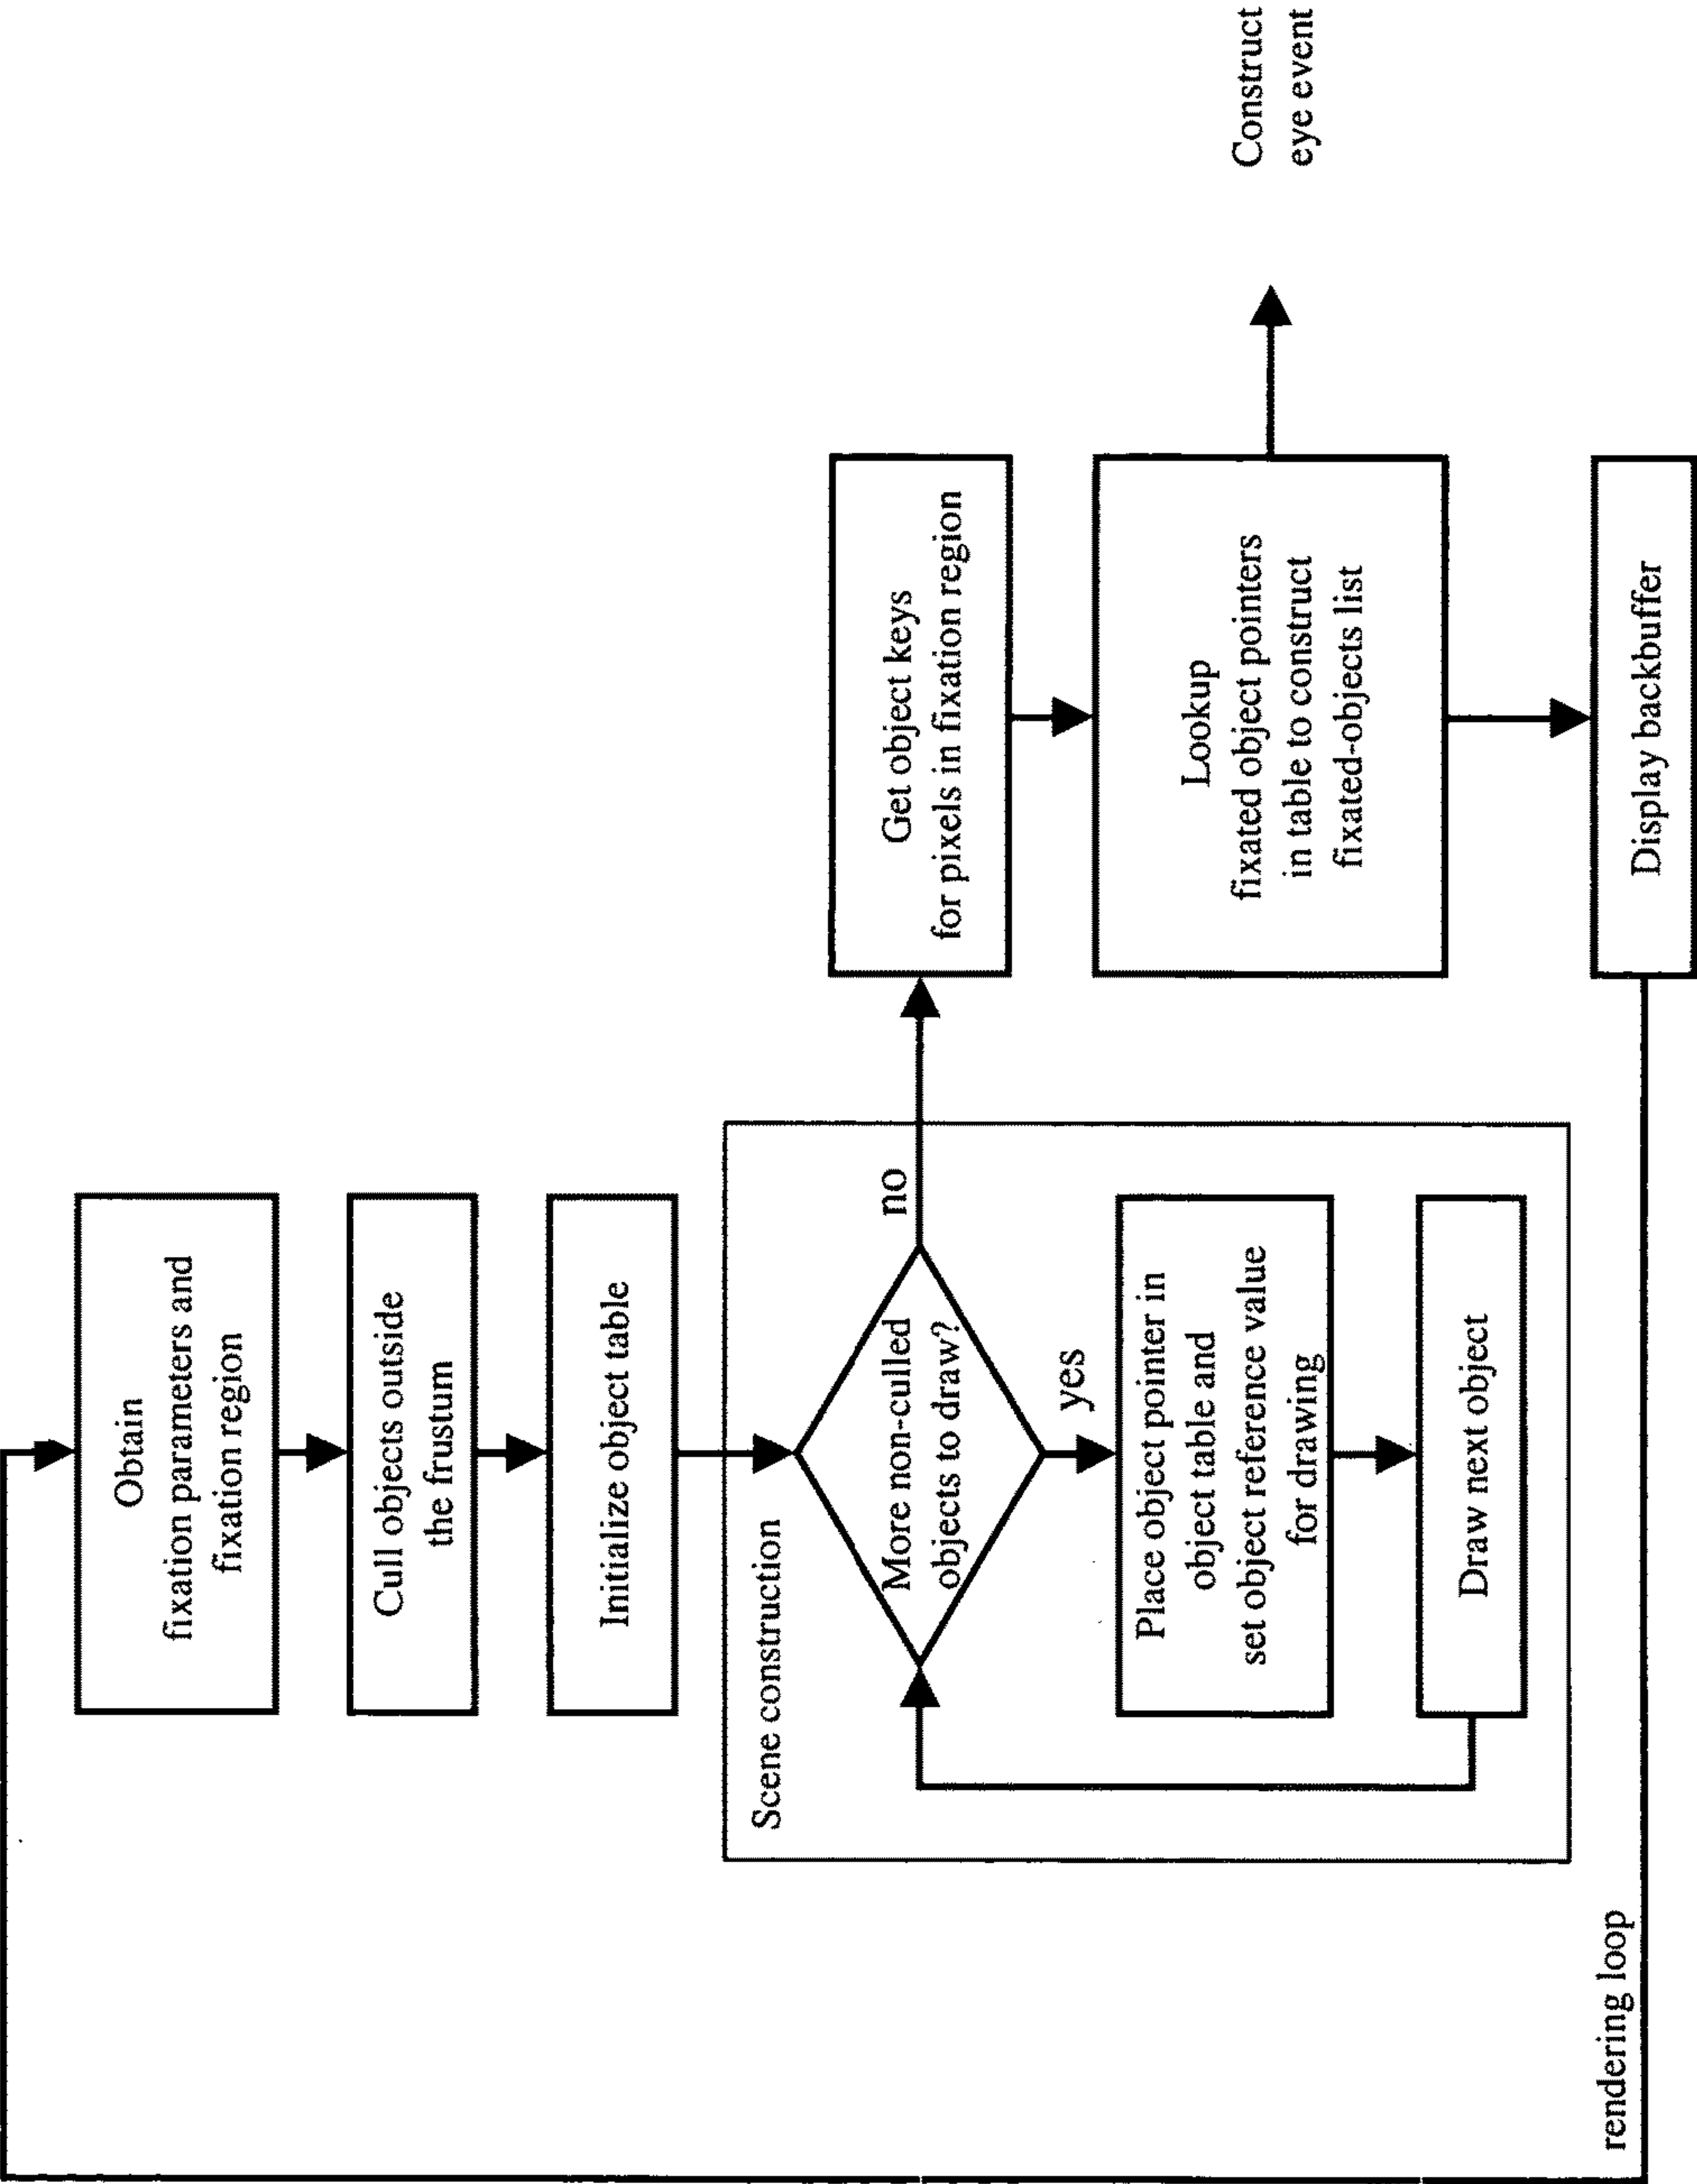 Obtain
fixation parameters and
fixation region
Cull objects outside
the frustum
Initialize object table
Scene construction
More non-culled
objects to draw?
no
yes
Place object pointer in
object table and
set object reference value
for drawing
Draw next object
Get object keys
for pixels in fixation region
Lookup
fixated object pointers
in table to construct
fixated-objects list
Construct
eye event
Display backbuffer
rendering loop